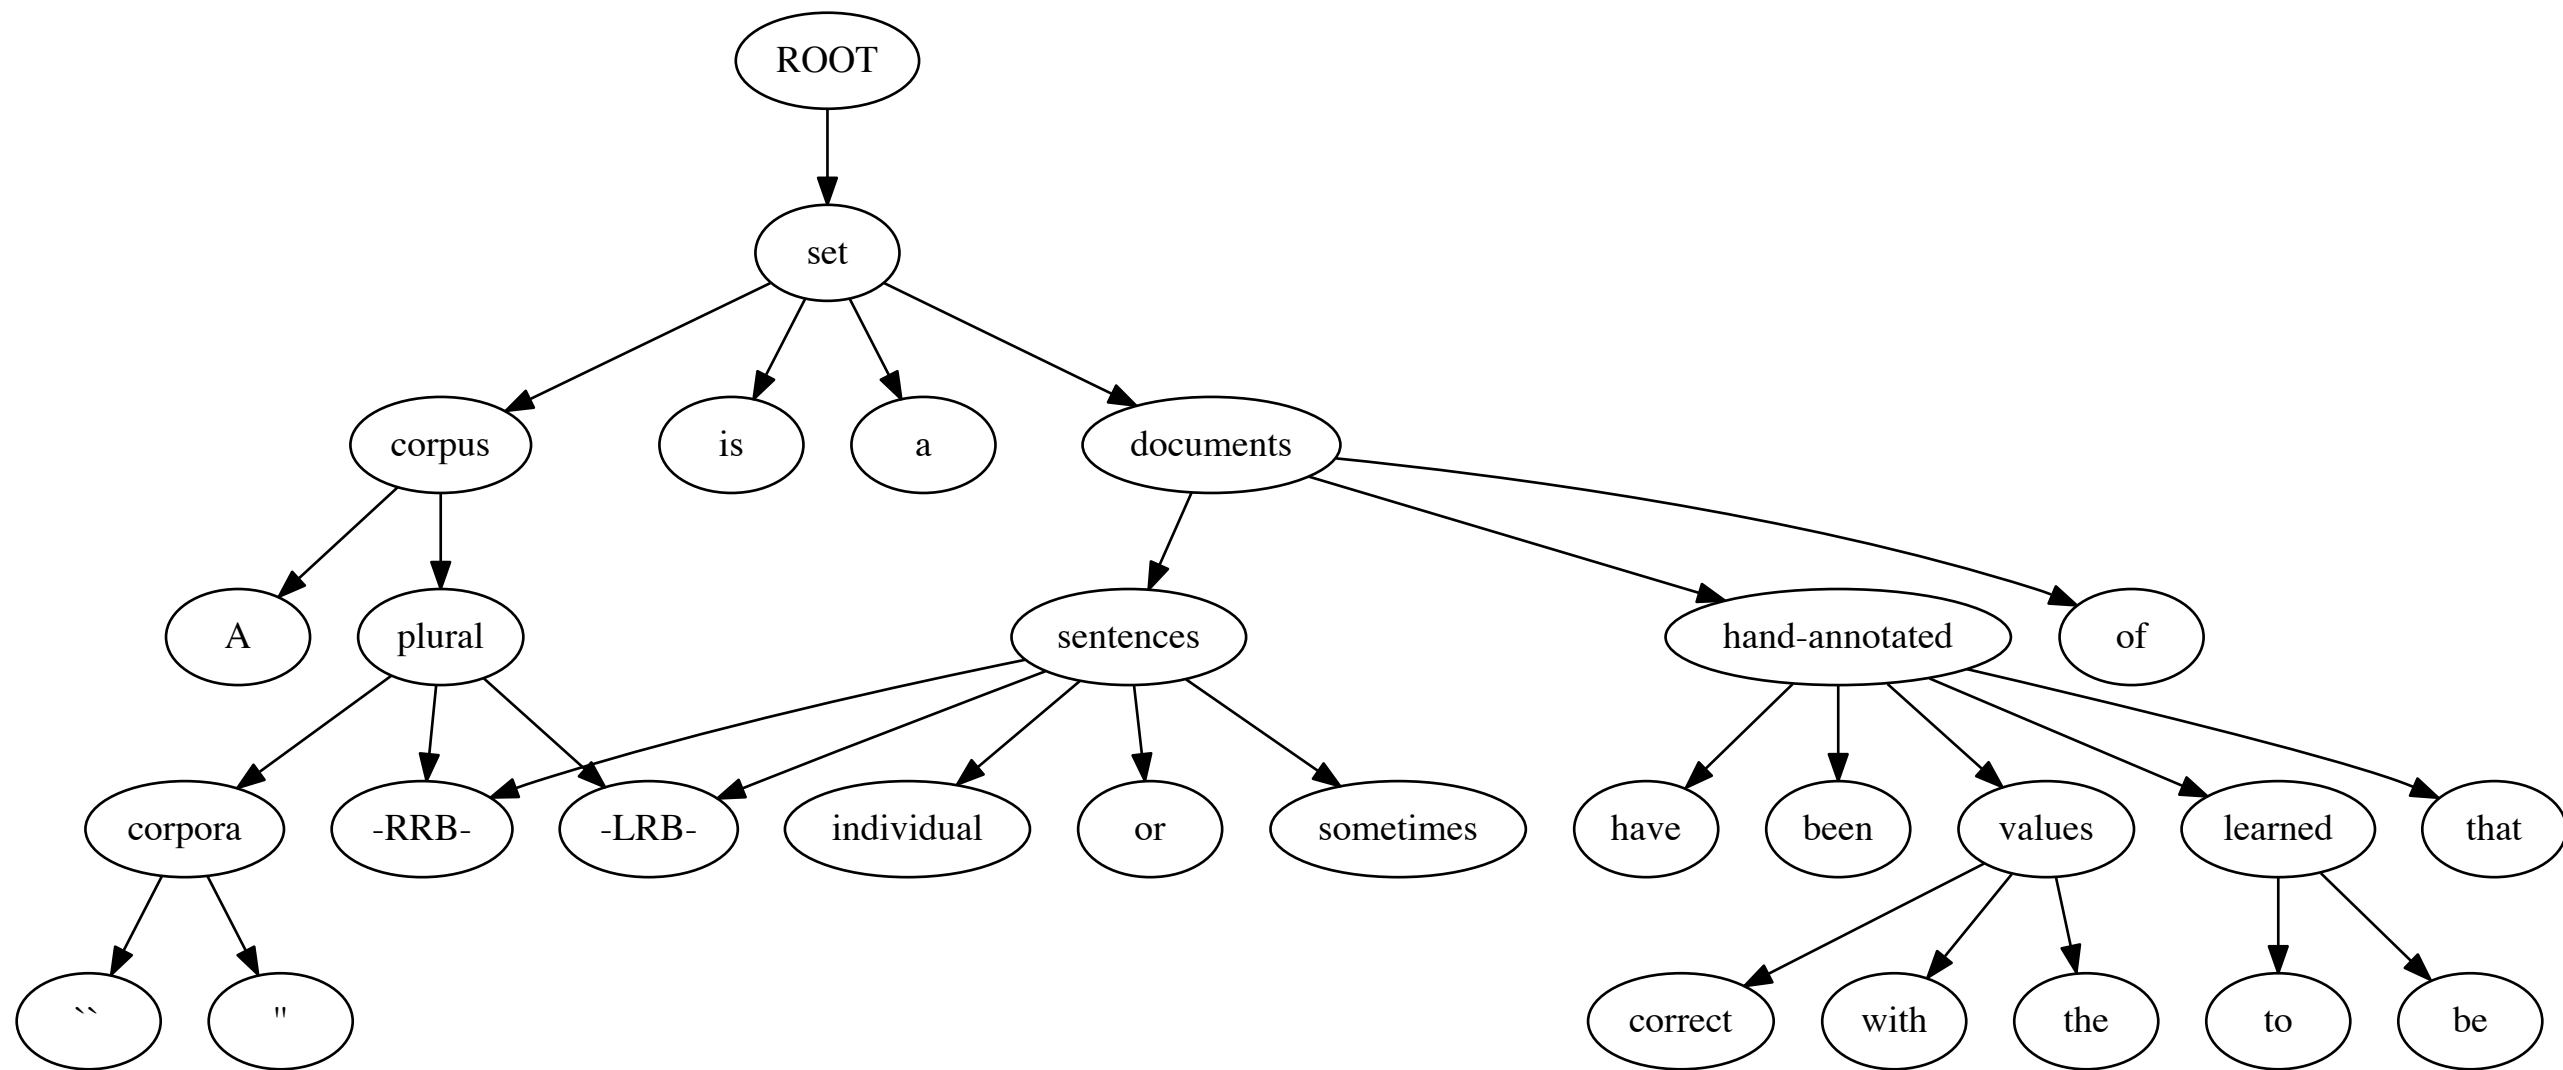 ROOT
set
corpus is a documents
A plural sentences hand-annotated of
corpora -RRB- -LRB- individual or sometimes have been values learned that
`` " correct with the to be